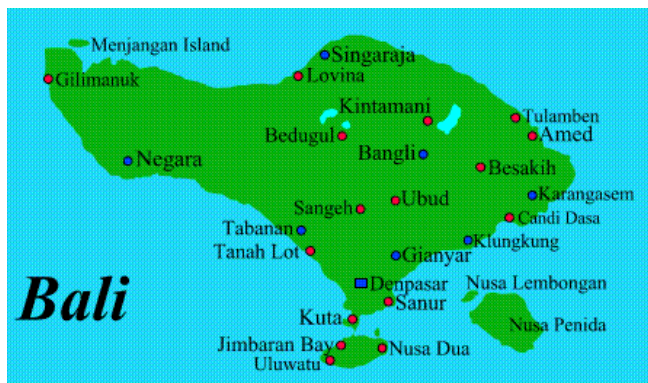 Menjangan Island
Singaraja
Gilimanuk
Lovina
Kintamani
Tulamben
Bedugul
Amed
Negara
Bangli
Besakih
Karangasem
Ubud
Sangeh
Candi Dasa
Tabanan
Klungkung
Tanah Lot
Gianyar
Denpasar
Nusa Lembongan
Bali
Sanur
Kuta
Nusa Penida
Jimbaran Bay
Nusa Dua
Uluwatu